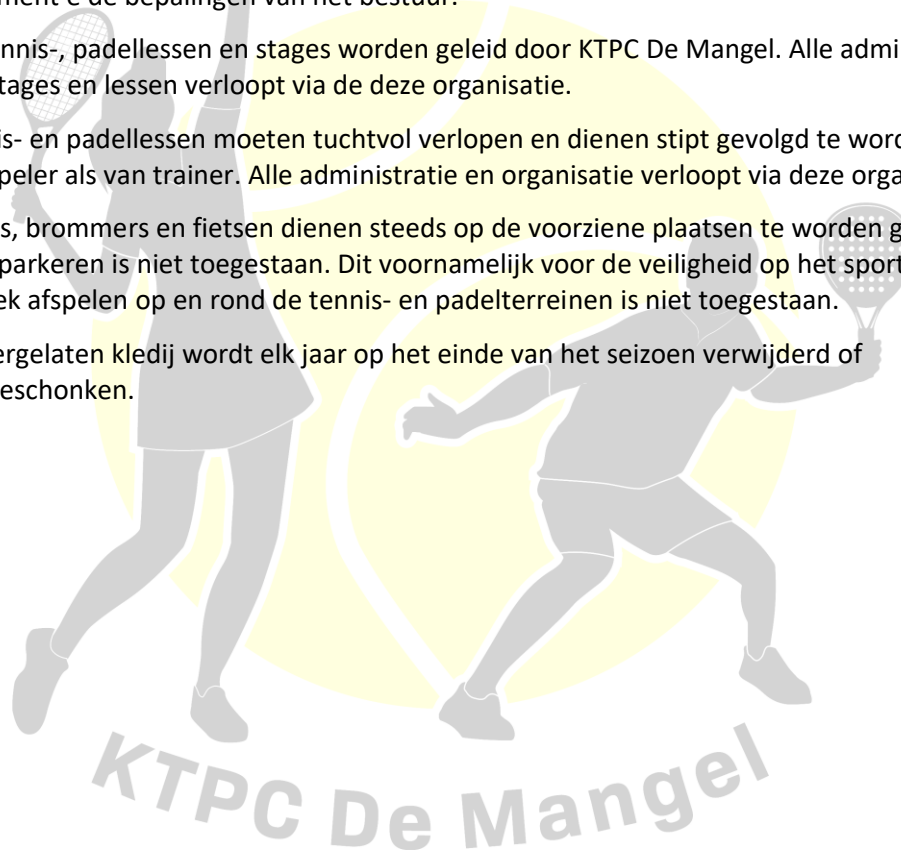 de bepalingen van het bestuur.
nnis-, padellessen en stages worden geleid door KTPC De Mangel. Alle admi
tages en lessen verloopt via de deze organisatie.
is- en padellessen moeten tuchtvol verlopen en dienen stipt gevolgd te word
peler als van trainer. Alle administratie en organisatie verloopt via deze orga
s, brommers en fietsen dienen steeds op de voorziene plaatsen te worden g
parkeren is niet toegestaan. Dit voornamelijk voor de veiligheid op het sport
ek afspelen op en rond de tennis- en padelterreinen is niet toegestaan.
ergelaten kledij wordt elk jaar op het einde van het seizoen verwijderd of
eschonken.
KTPC De Mangel